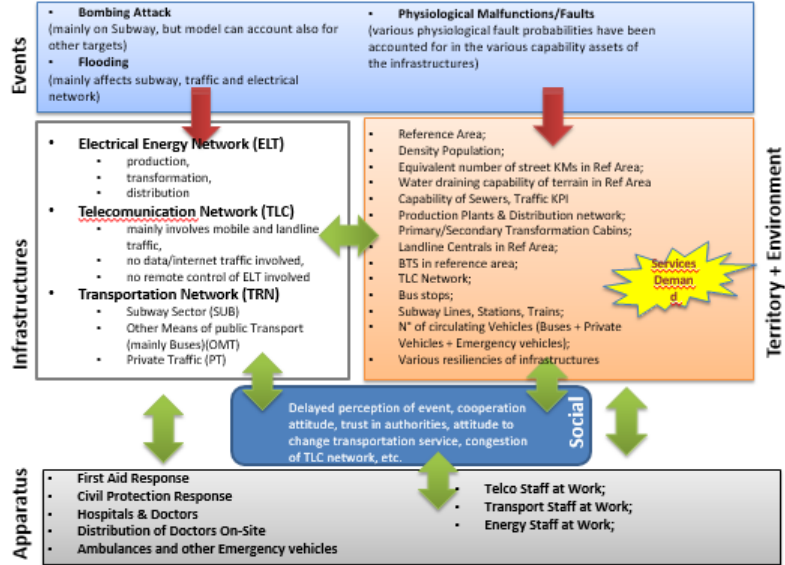 Events
• Bombing Attack
(mainly on Subway, but model can account also for
other targets)
• Flooding
(mainly affects subway, traffic and electrical
network)
• Physiological Malfunctions/Faults
(various physiological fault probabilities have been
accounted for in the various capability assets of
the infrastructures)
Infrastructures
• Electrical Energy Network (ELT)
• production,
• transformation,
• distribution
• Telecomunication Network (TLC)
• mainly involves mobile and landline
traffic,
• no data/internet traffic involved,
• no remote control of ELT involved
• Transportation Network (TRN)
• Subway Sector (SUB)
• Other Means of public Transport
(mainly Buses)(OMT)
• Private Traffic (PT)
• Reference Area;
• Density Population;
• Equivalent number of street KMs in Ref Area;
• Water draining capability of terrain in Ref Area
• Capability of Sewers, Traffic KPI
• Production Plants & Distribution network;
• Primary/Secondary Transformation Cabins;
• Landline Centrals in Ref Area;
• BTS in reference area;
• TLC Network;
• Bus stops;
• Subway Lines, Stations, Trains;
• N° of circulating Vehicles (Buses + Private
Vehicles + Emergency vehicles);
• Various resiliencies of infrastructures
Services
Deman
d
Territory + Environment
Delayed perception of event, cooperation
attitude, trust in authorities, attitude to
change transportation service, congestion
of TLC network, etc.
Social
Apparatus
• First Aid Response
• Civil Protection Response
• Hospitals & Doctors
• Distribution of Doctors On-Site
• Ambulances and other Emergency vehicles
• Telco Staff at Work;
• Transport Staff at Work;
• Energy Staff at Work;